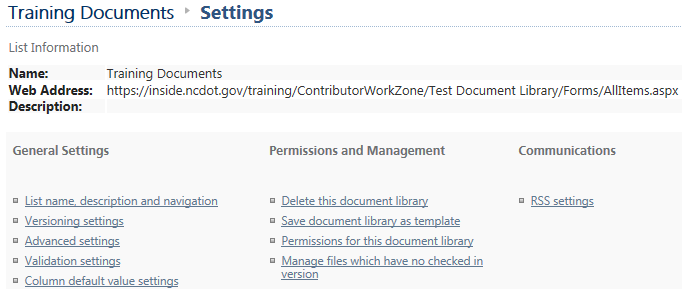 Training Documents ▸ Settings
List Information
Name: Training Documents
Web Address: https://inside.ncdot.gov/training/ContributorWorkZone/Test Document Library/Forms/AllItems.aspx
Description:
General Settings
List name, description and navigation
Versioning settings
Advanced settings
Validation settings
Column default value settings
Permissions and Management
Delete this document library
Save document library as template
Permissions for this document library
Manage files which have no checked in
version
Communications
RSS settings